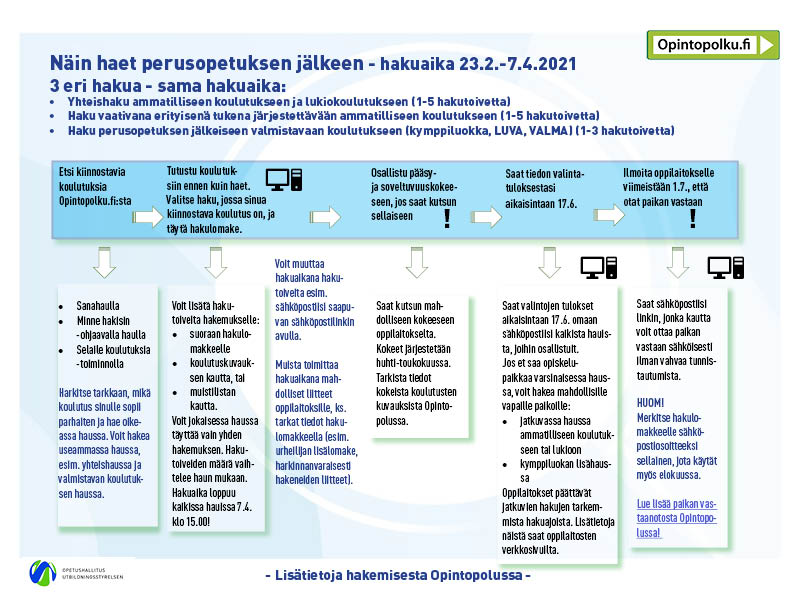 Opintopolku.fi
Näin haet perusopetuksen jälkeen - hakuaika 23.2.-7.4.2021
3 eri hakua - sama hakuaika:
• Yhteishaku ammatilliseen koulutukseen ja lukiokoulutukseen (1-5 hakutoivetta)
• Haku vaativana erityisenä tukena järjestettävään ammatilliseen koulutukseen (1-5 hakutoivetta)
• Haku perusopetuksen jälkeiseen valmistavaan koulutukseen (kymppiluokka, LUVA, VALMA) (1-3 hakutoivetta)
Etsi kiinnostavia
koulutuksia
Opintopolku.fi:sta
Tutustu koulutuk-
siin ennen kuin haet.
Valitse haku, jossa sinua
kiinnostava koulutus on, ja
täytä hakulomake.
Osallistu pääsy-
ja soveltuvuuskokee-
seen, jos saat kutsun
sellaiseen
!
Saat tiedon valinta-
tuloksestasi
aikaisintaan 17.6.
Ilmoita oppilaitokselle
viimeistään 1.7., että
otat paikan vastaan
!
• Sanahaulla
• Minne hakisin
-ohjaavalla haulla
• Selaile koulutuksia
-toiminnolla
Harkitse tarkkaan, mikä
koulutus sinulle sopii
parhaiten ja hae oike-
assa haussa. Voit hakea
useammassa haussa,
esim. yhteishaussa ja
valmistavan koulutuk-
sen haussa.
Voit lisätä haku-
toiveita hakemukselle:
• suoraan hakulo-
makkeelle
• koulutuskuvauk-
sen kautta, tai
• muistilistan
kautta.
Voit jokaisessa haussa
täyttää vain yhden
hakemuksen. Haku-
toiveiden määrä vaih-
telee haun mukaan.
Hakuaika loppuu
kaikissa hauissa 7.4.
klo 15.00!
Voit muuttaa
hakuaikana haku-
toiveita esim.
sähköpostiisi saapu-
van sähköpostilinkin
avulla.
Muista toimittaa
hakuaikana mah-
dolliset liitteet
oppilaitoksille, ks.
tarkat tiedot haku-
lomakkeella (esim.
urheilijan lisälomake,
harkinnanvaraisesti
hakeneiden liitteet).
Saat kutsun mah-
dolliseen kokeeseen
oppilaitokselta.
Kokeet järjestetään
huhti-toukokuussa.
Tarkista tiedot
kokeista koulutusten
kuvauksista Opinto-
polussa.
Saat valintojen tulokset
aikaisintaan 17.6. omaan
sähköpostiisi kaikista hauis-
ta, joihin osallistuit.
Jos et saa opiskelu-
paikkaa varsinaisessa haus-
sa, voit hakea mahdollisille
vapaille paikoille:
• jatkuvassa haussa
ammatilliseen koulutuk-
seen tai lukioon
• kymppiluokan lisähaus-
sa
Oppilaitokset päättävät
jatkuvien hakujen tarkem-
mista hakuajoista. Lisätietoja
näistä saat oppilaitosten
verkkosivuilta.
Saat sähköpostiisi
linkin, jonka kautta
voit ottaa paikan
vastaan sähköisesti
ilman vahvaa tunnis-
tautumista.
HUOM!
Merkitse hakulo-
makkeelle sähkö-
postiosoitteeksi
sellainen, jota käytät
myös elokuussa.
Lue lisää paikan vas-
taanotosta Opintopo-
lussa!
OPETUSHALLITUS
UTBILDNINGSSTYRELSEN
- Lisätietoja hakemisesta Opintopolussa -